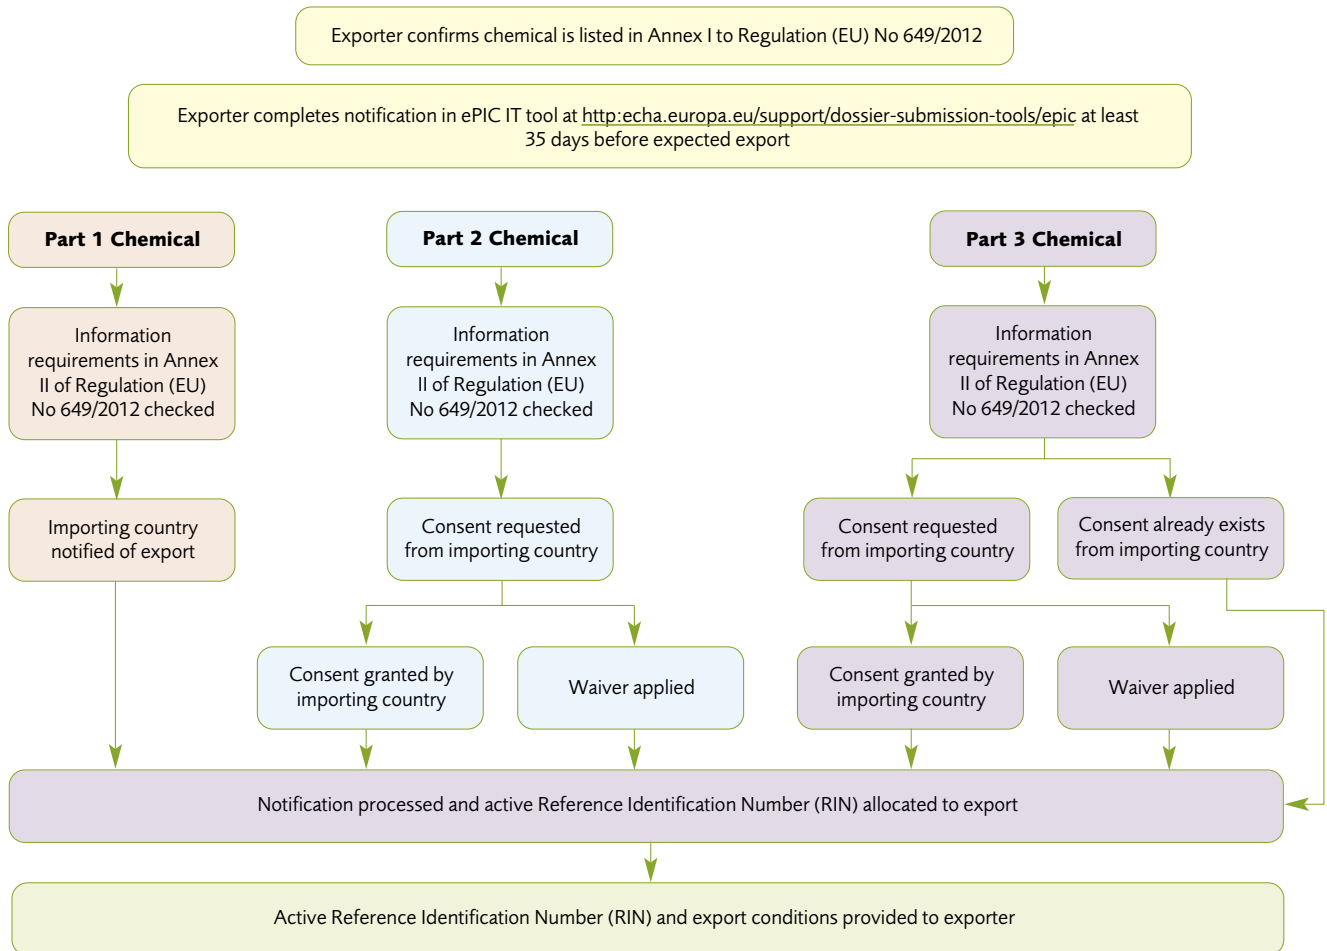 Exporter confirms chemical is listed in Annex I to Regulation (EU) No 649/2012
Exporter completes notification in ePIC IT tool at http:echa.europa.eu/support/dossier-submission-tools/epic at least
35 days before expected export
Part 1 Chemical
Part 2 Chemical
Part 3 Chemical
Information
requirements in Annex
II of Regulation (EU)
No 649/2012 checked
Information
requirements in Annex
II of Regulation (EU)
No 649/2012 checked
Information
requirements in Annex
II of Regulation (EU)
No 649/2012 checked
Importing country
notified of export
Consent requested
from importing country
Consent requested
from importing country
Consent already exists
from importing country
Consent granted by
importing country
Waiver applied
Consent granted by
importing country
Waiver applied
Notification processed and active Reference Identification Number (RIN) allocated to export
Active Reference Identification Number (RIN) and export conditions provided to exporter